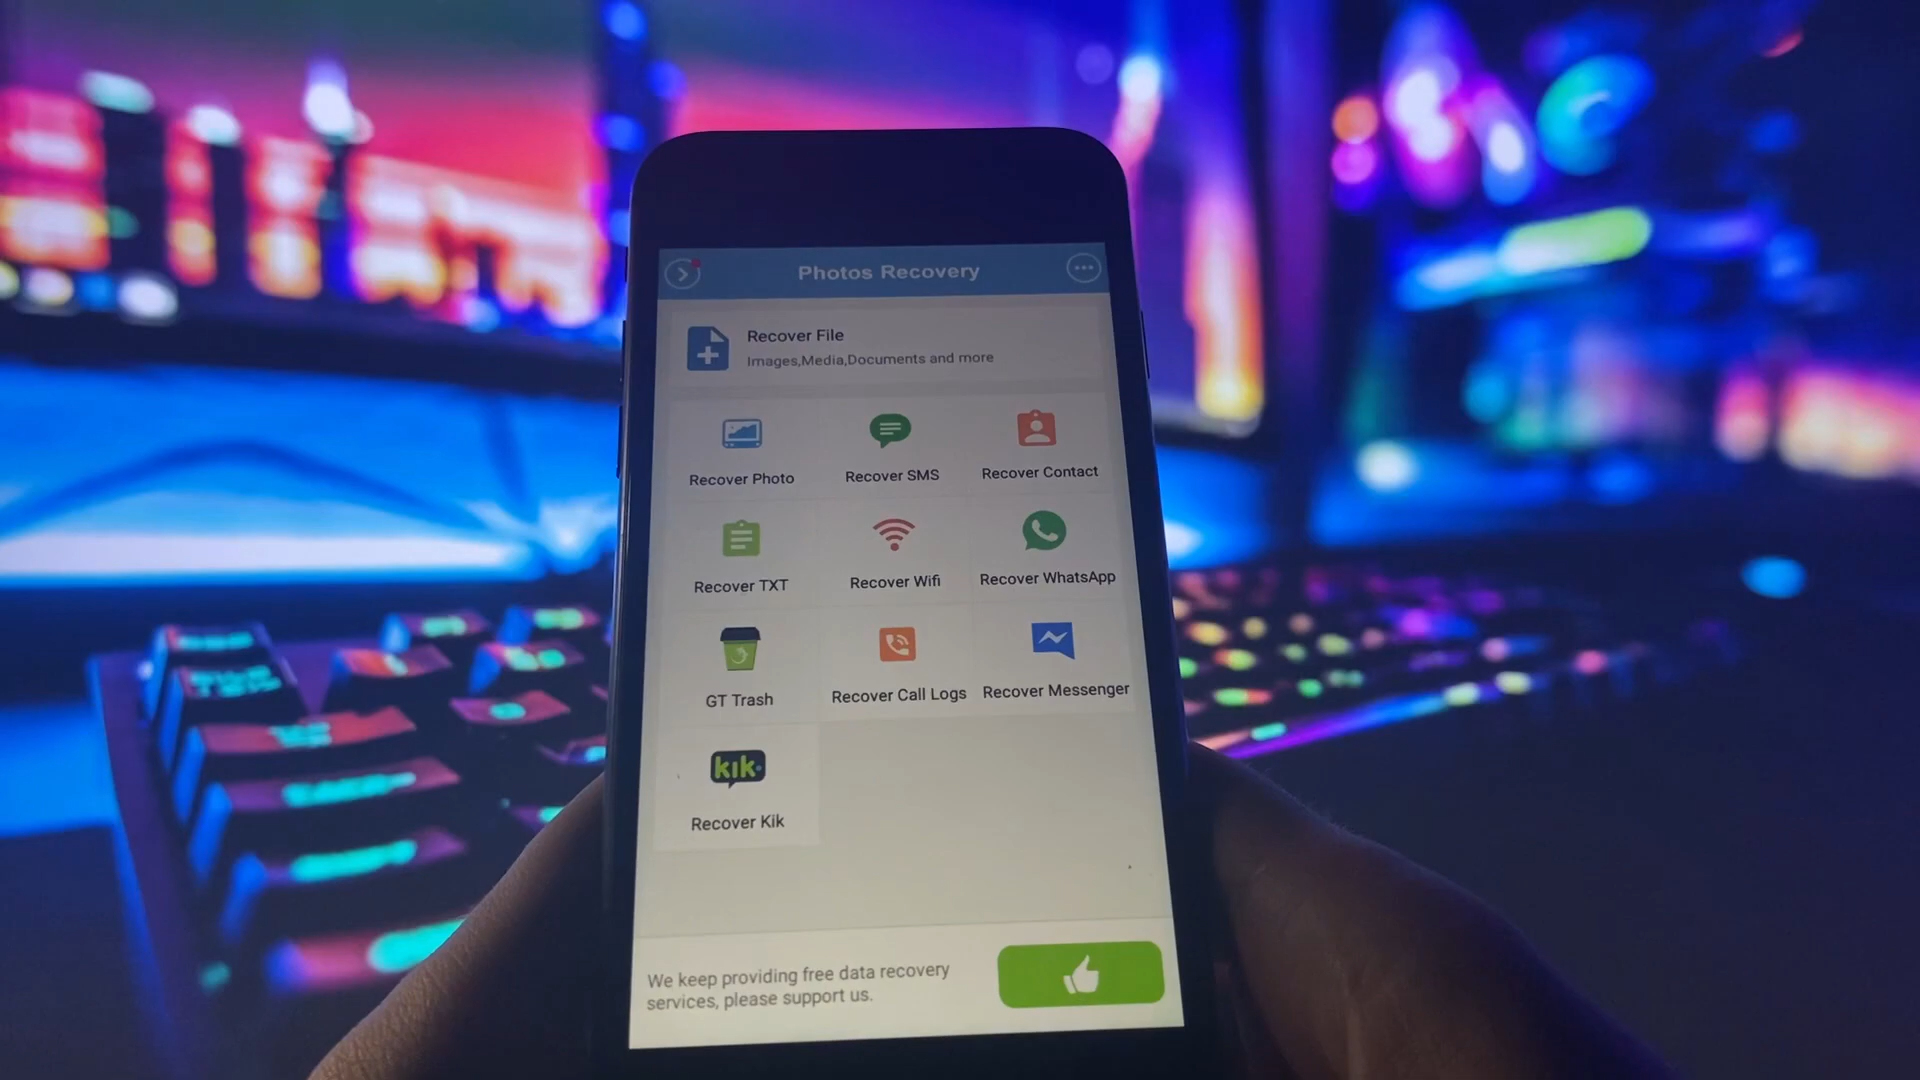 Photos Recovery
Recover File
Images,Media,Documents and more
Recover Photo
Recover SMS
Recover Contact
Recover TXT
Recover Wifi
Recover WhatsApp
GT Trash
Recover Call Logs
Recover Messenger
kik
Recover Kik
We keep providing free data recovery
services, please support us.